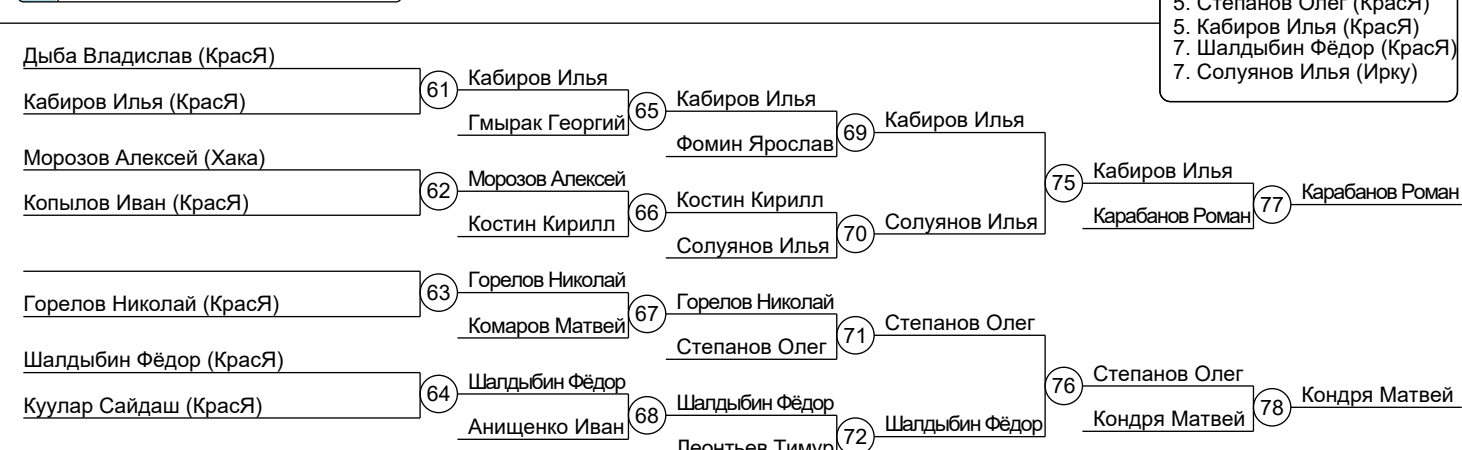 5. Степанов Олег (КрасЯ)
5. Кабиров Илья (КрасЯ)
7. Шалдыбин Фёдор (КрасЯ)
7. Солуянов Илья (Ирку)
Дыба Владислав (КрасЯ)
Кабиров Илья (КрасЯ)
61
Кабиров Илья
Гмырак Георгий
65
Кабиров Илья
Фомин Ярослав
69
Кабиров Илья
Морозов Алексей (Хака)
Копылов Иван (КрасЯ)
62
Морозов Алексей
Костин Кирилл
66
Костин Кирилл
Солуянов Илья
70
Солуянов Илья
75
Кабиров Илья
Карабанов Роман
77
Карабанов Роман
Горелов Николай (КрасЯ)
63
Горелов Николай
Комаров Матвей
67
Горелов Николай
Степанов Олег
71
Степанов Олег
Шалдыбин Фёдор (КрасЯ)
Куулар Сайдаш (КрасЯ)
64
Шалдыбин Фёдор
Анищенко Иван
68
Шалдыбин Фёдор
Леонтьев Тимур
72
Шалдыбин Фёдор
76
Степанов Олег
Кондря Матвей
78
Кондря Матвей